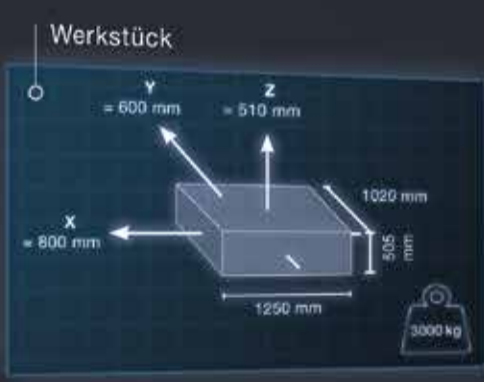 Werkstück
Y
= 600 mm
Z
= 510 mm
X
= 800 mm
1020 mm
505
mm
1250 mm
3000 kg